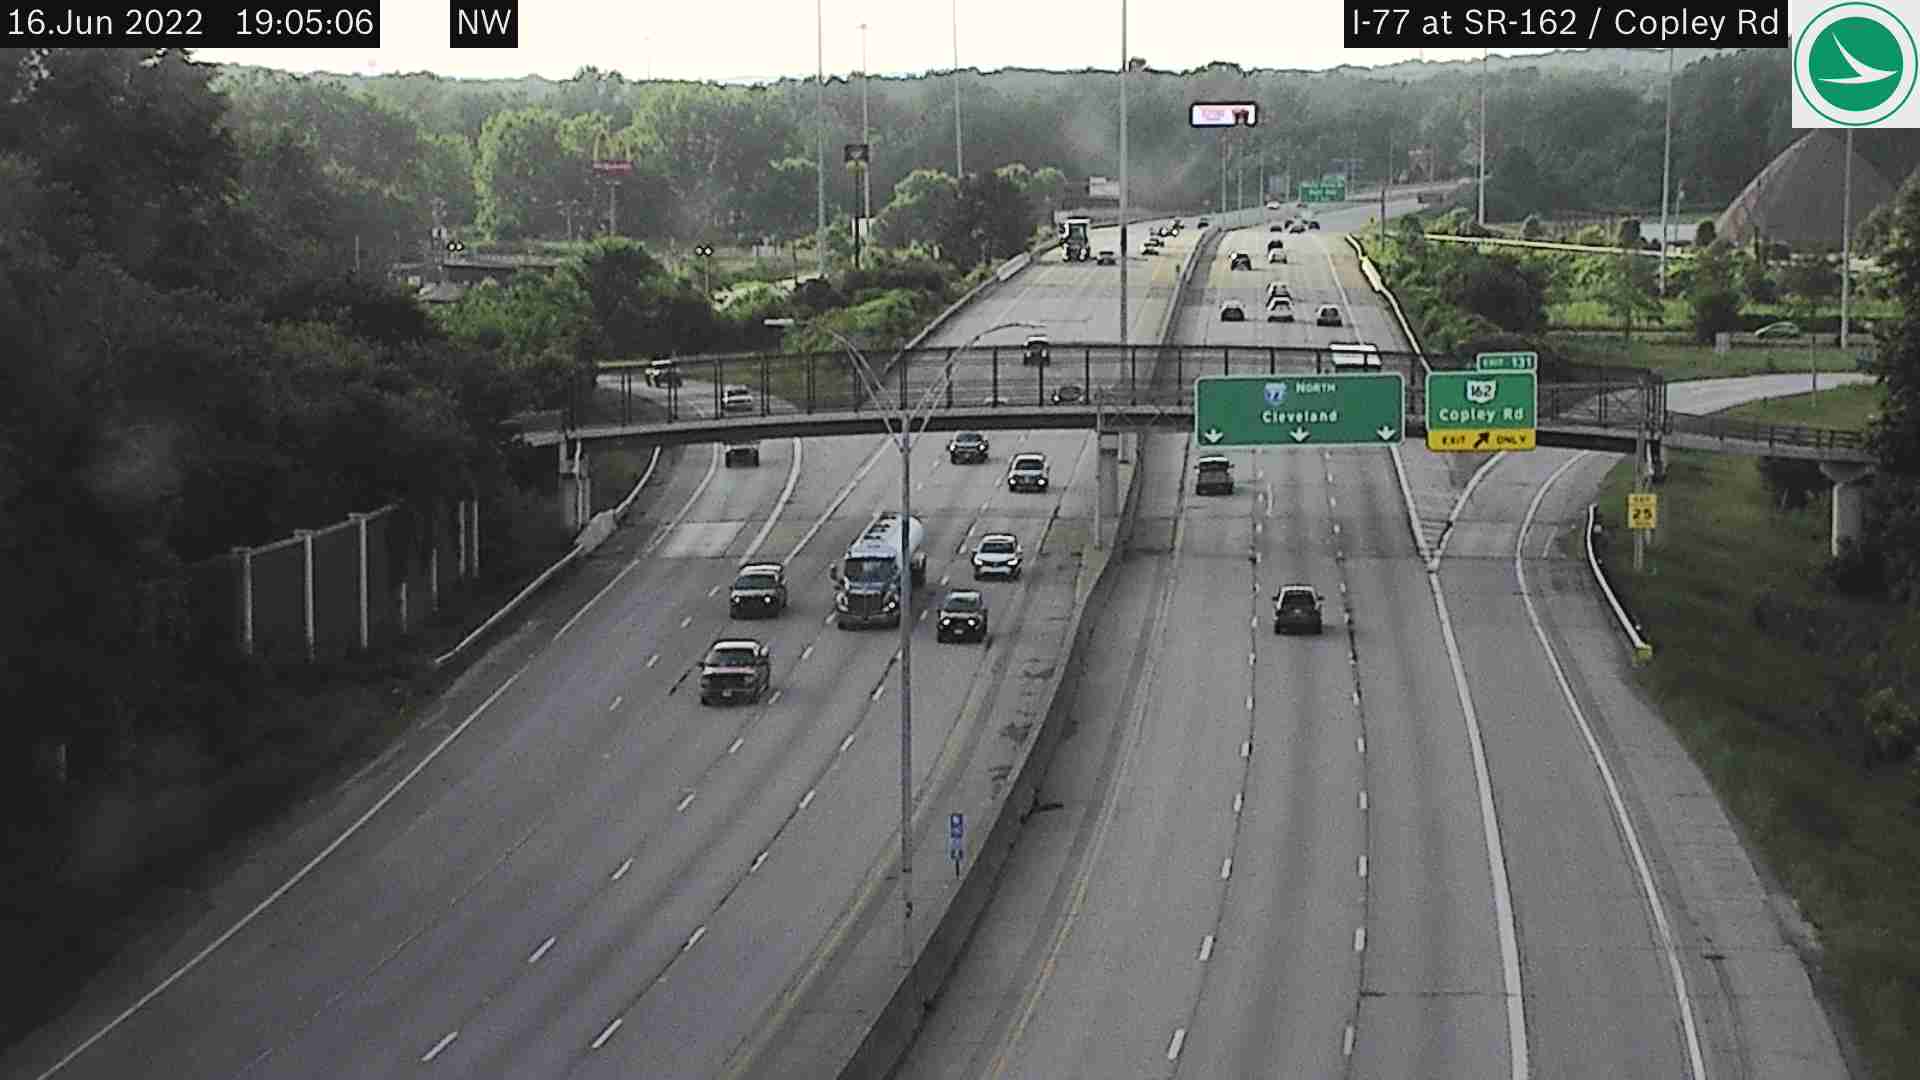 16.Jun 2022 19:05:06 NW I-77 at SR-162 / Copley Rd
77 NORTH
Cleveland
EXIT 131
162
Copley Rd
EXIT ONLY
25